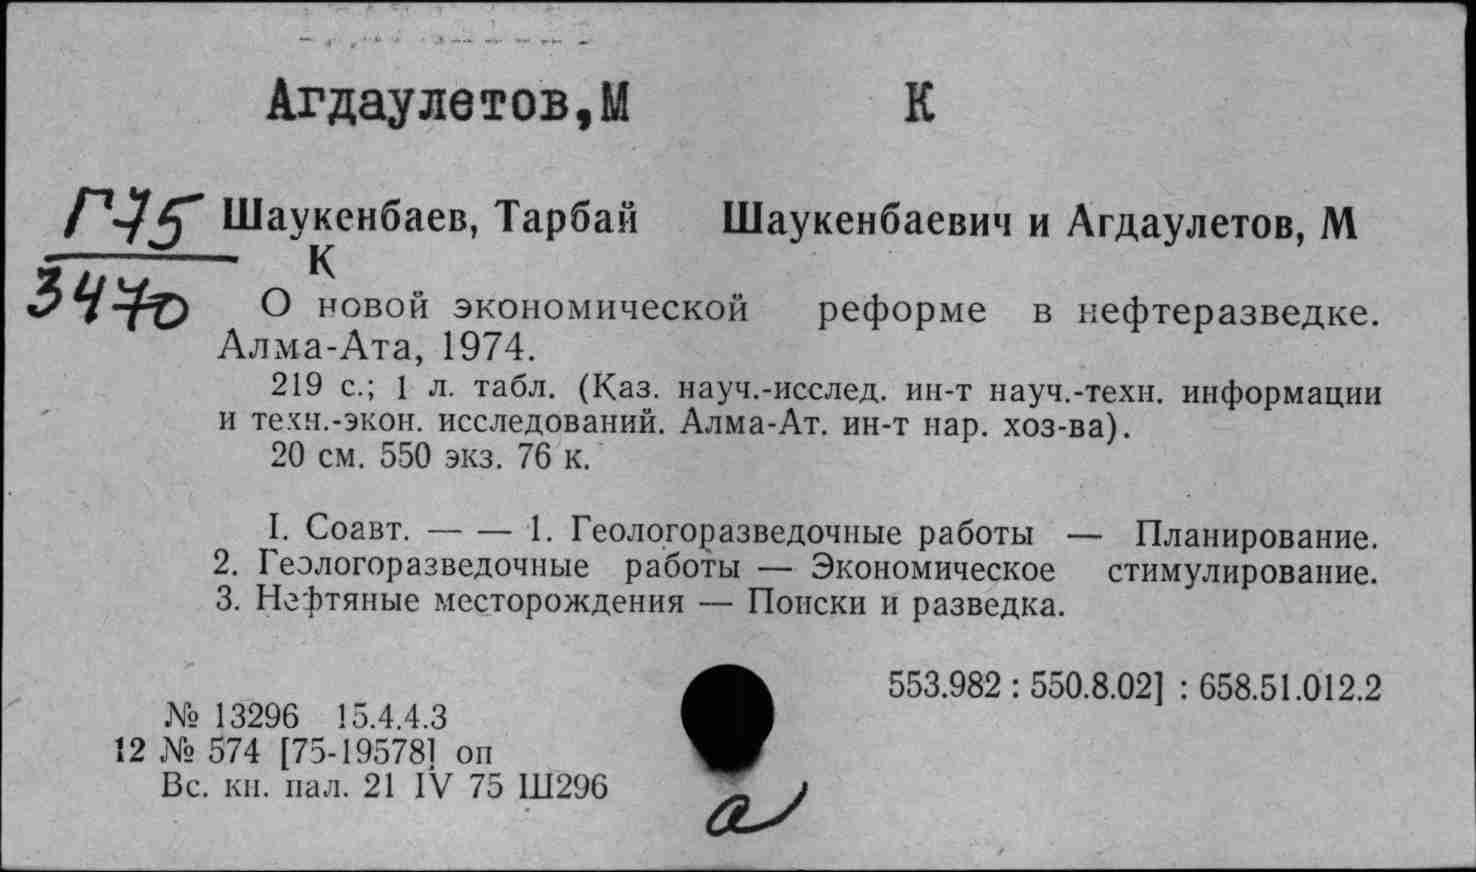 Агдаулетов,М К
Г75 Шаукенбаев, Тарбай Шаукенбаевич и Агдаулетов, М
К
3470
О новой экономической реформе в нефтеразведке.
Алма-Ата, 1974.
219 с.; 1 л. табл. (Каз. науч.-исслед. ин-т науч.-техн. информации
и техн.-экон. исследований. Алма-Ат. ин-т нар. хоз-ва).
20 см. 550 экз. 76 к.
I. Соавт. — — 1. Геологоразведочные работы — Планирование.
2. Геологоразведочные работы — Экономическое стимулирование.
3. Нефтяные месторождения — Поиски и разведка.
553.982 : 550.8.02] : 658.51.012.2
№ 13296 15.4.4.3
12 № 574 [75-19578] оп
Вс. кн. пал. 21 IV 75 Ш296
а